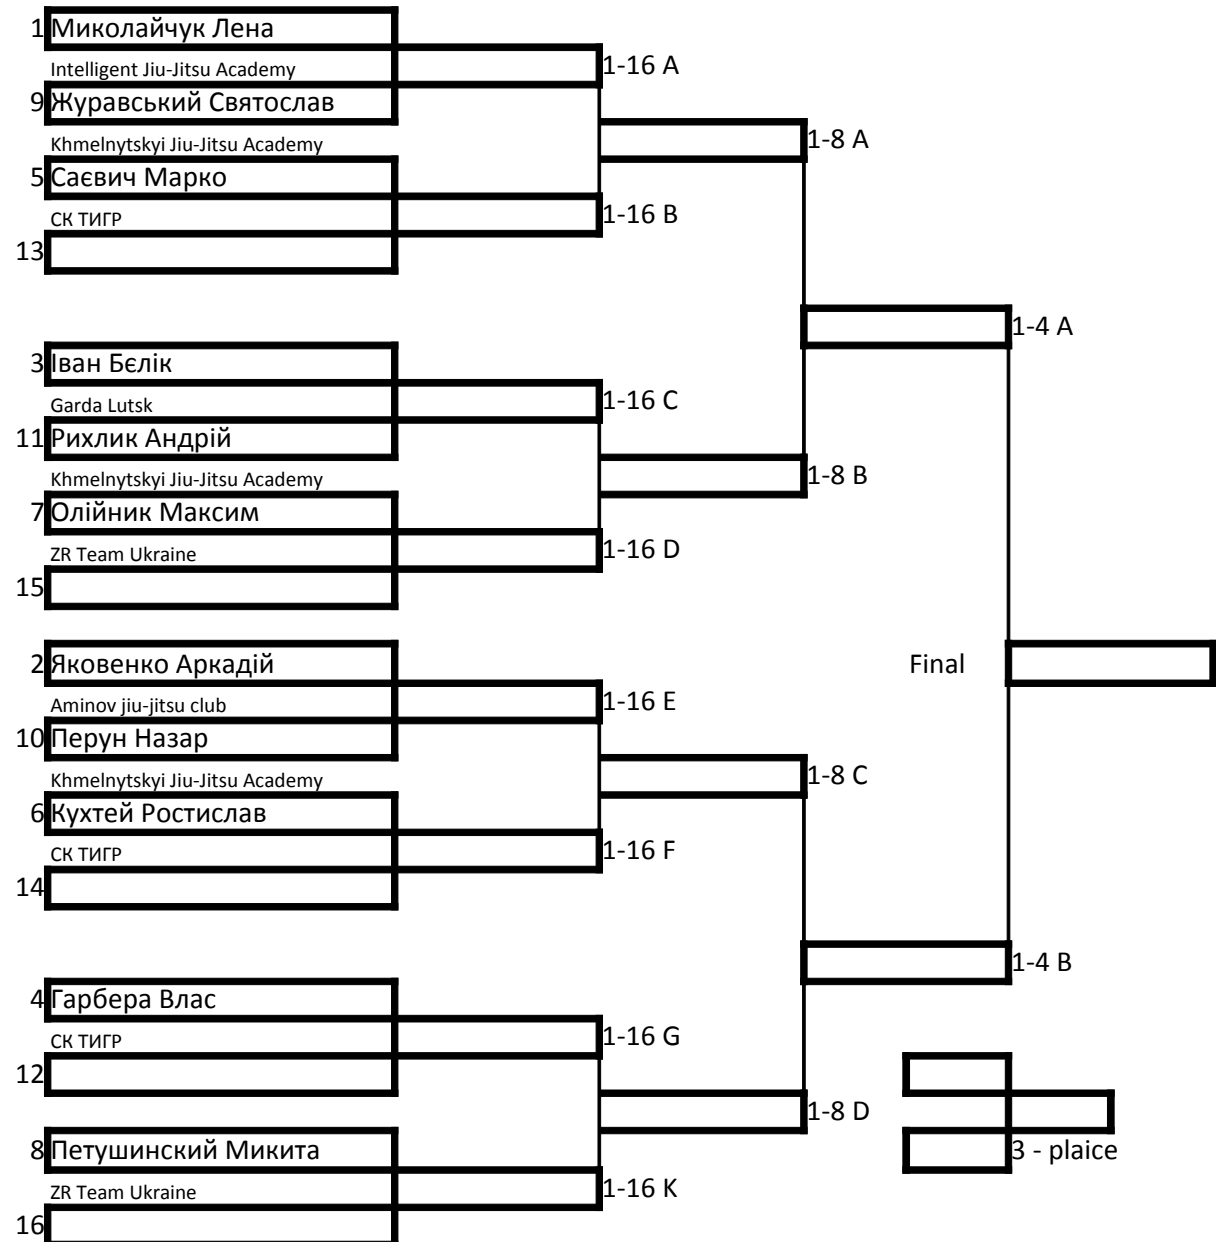 1 Миколайчук Лена
Intelligent Jiu-Jitsu Academy
1-16 A
9 Журавський Святослав
Khmelnytskyi Jiu-Jitsu Academy
1-8 A
5 Саєвич Марко
СК ТИГР
1-16 B
13
1-4 A
3 Іван Бєлік
Garda Lutsk
1-16 C
11 Рихлик Андрій
Khmelnytskyi Jiu-Jitsu Academy
1-8 B
7 Олійник Максим
ZR Team Ukraine
1-16 D
15
2 Яковенко Аркадій
Final
Aminov jiu-jitsu club
1-16 E
10 Перун Назар
Khmelnytskyi Jiu-Jitsu Academy
1-8 C
6 Кухтей Ростислав
СК ТИГР
1-16 F
14
1-4 B
4 Гарбера Влас
СК ТИГР
1-16 G
12
1-8 D
8 Петушинский Микита
3 - plaice
ZR Team Ukraine
1-16 K
16